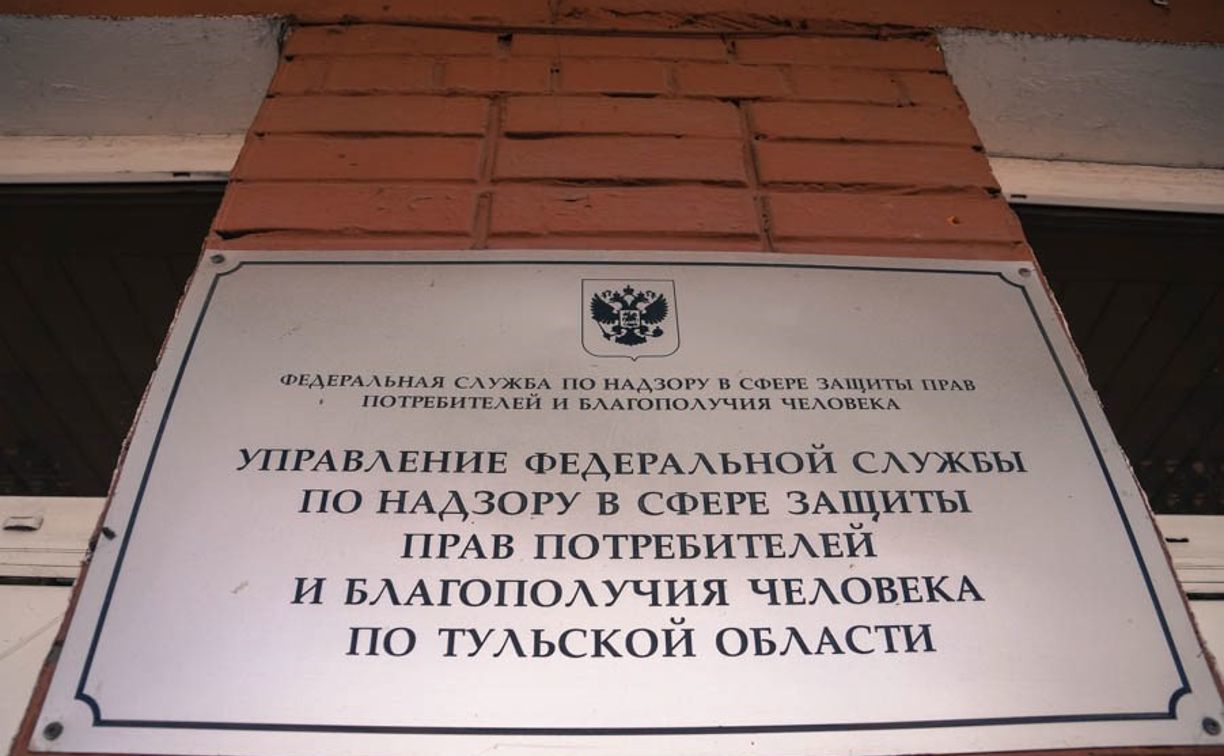 ФЕДЕРАЛЬНАЯ СЛУЖБА ПО НАДЗОРУ В СФЕРЕ ЗАЩИТЫ ПРАВ
ПОТРЕБИТЕЛЕЙ И БЛАГОПОЛУЧИЯ ЧЕЛОВЕКА
УПРАВЛЕНИЕ ФЕДЕРАЛЬНОЙ СЛУЖБЫ
ПО НАДЗОРУ В СФЕРЕ ЗАЩИТЫ
ПРАВ ПОТРЕБИТЕЛЕЙ
И БЛАГОПОЛУЧИЯ ЧЕЛОВЕКА
ПО ТУЛЬСКОЙ ОБЛАСТИ